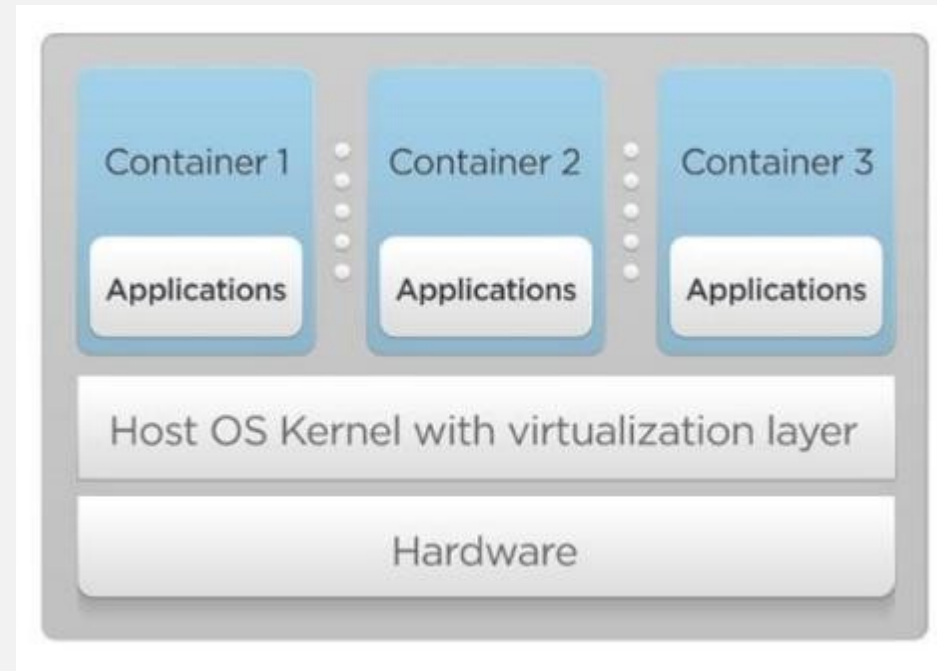 Container 1
Container 2
Container 3
Applications
Applications
Applications
Host OS Kernel with virtualization layer
Hardware